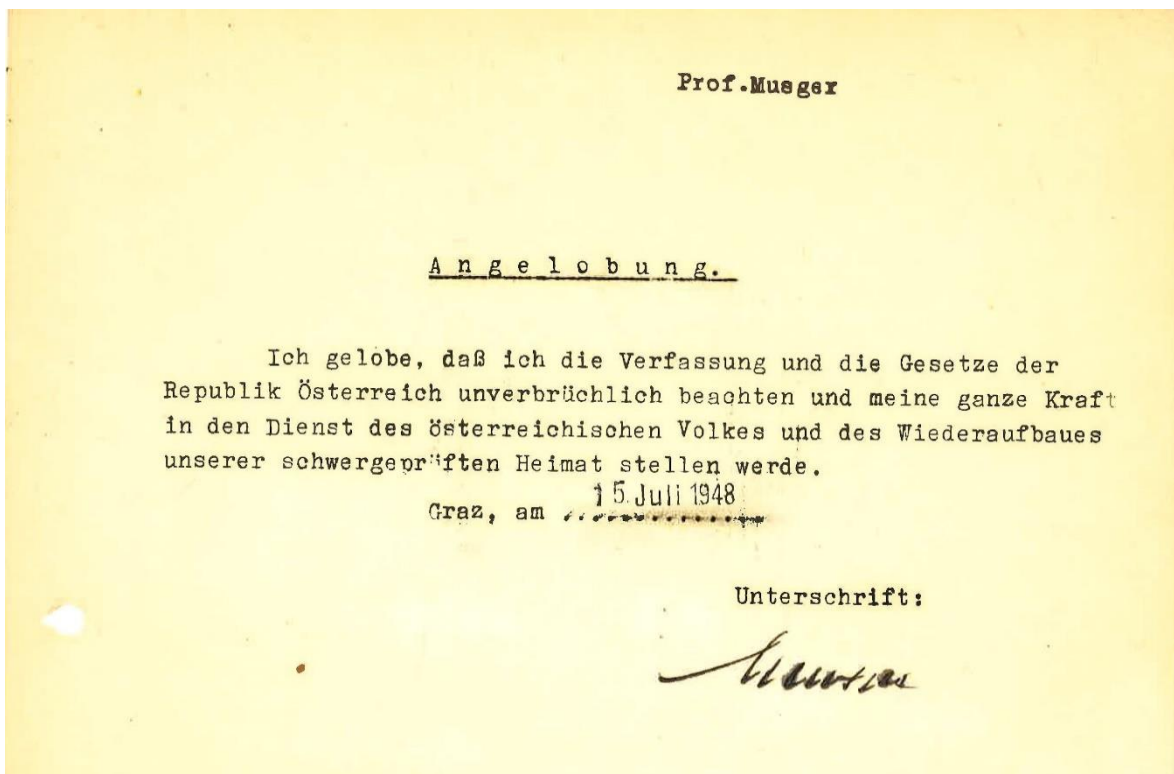 Prof.Musger
Angelobung.
Ich gelobe, daß ich die Verfassung und die Gesetze der
Republik Österreich unverbrüchlich beachten und meine ganze Kraft
in den Dienst des österreichischen Volkes und des Wiederaufbaues
unserer schwergeprüften Heimat stellen werde.
15. Juli 1948
Graz, am ................
Unterschrift: